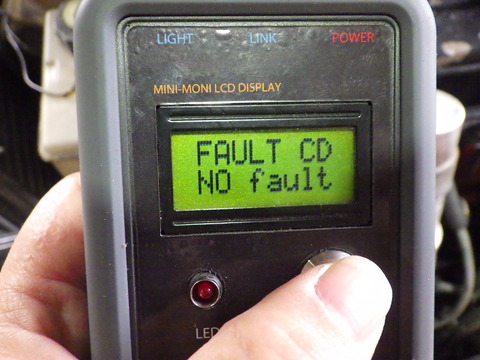 LIGHT LINK POWER
MINI-MONI LCD DISPLAY
FAULT CD
NO fault
LED